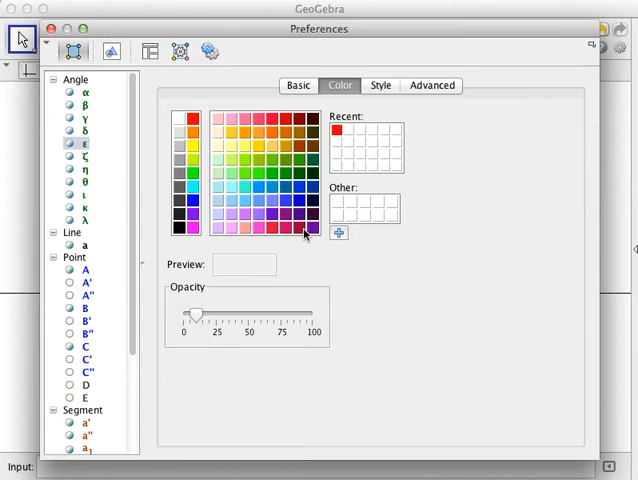 GeoGebra
Preferences
Basic
Color
Style
Advanced
Angle
α
β
γ
δ
ε
ζ
η
θ
ι
κ
λ
Line
a
Point
A
A'
A''
B
B'
B''
C
C'
C''
D
E
Segment
a'
a''
a1
Recent:
Other:
Preview:
Opacity
0 25 50 75 100
Input: